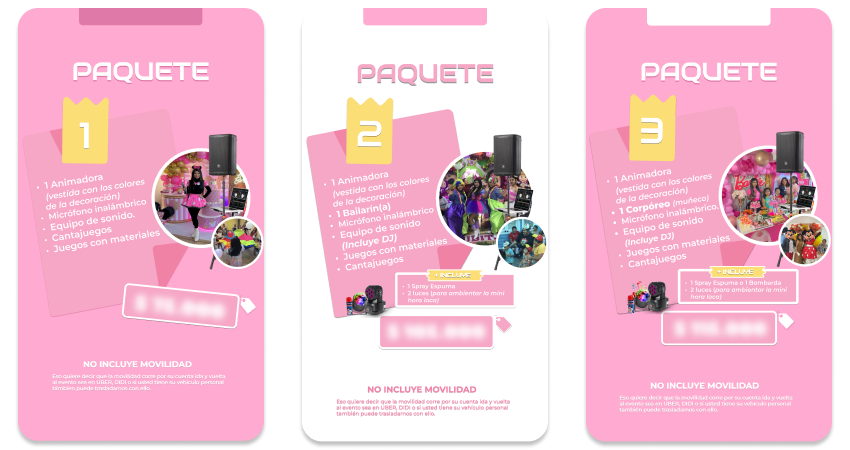 PAQUETE
1
• 1 Animadora
(vestida con los colores
de la decoración)
• Micrófono inalámbrico
• Equipo de sonido.
• Cantajuegos
• Juegos con materiales
NO INCLUYE MOVILIDAD
Eso quiere decir que la movilidad corre por su cuenta ida y vuelta
al evento sea en UBER, DIDI o si usted tiene su vehículo personal
tambíen puede trasladarnos con ello.
PAQUETE
2
• 1 Animadora
(vestida con los colores
de la decoración)
• 1 Bailarin(a)
• Micrófono inalámbrico
• Equipo de sonido
(Incluye DJ)
• Juegos con materiales
• Cantajuegos
+ INCLUYE
• 1 Spray Espuma
• 2 luces (para ambientar la mini
hora loca)
NO INCLUYE MOVILIDAD
Eso quiere decir que la movilidad corre por su cuenta ida y vuelta
al evento sea en UBER, DIDI o si usted tiene su vehículo personal
también puede trasladarnos con ello.
PAQUETE
3
• 1 Animadora
(vestida con los colores
de la decoración)
• 1 Corpóreo (muñeco)
• Micrófono inalámbrico.
• Equipo de sonido
(Incluye DJ)
• Juegos con materiales
• Cantajuegos
+ INCLUYE
• 1 Spray Espuma o 1 Bombarda
• 2 luces (para ambientar la mini
hora loca)
NO INCLUYE MOVILIDAD
Eso quiere decir que la movilidad corre por su cuenta ida y vuelta
al evento sea en UBER, DIDI o si usted tiene su vehículo personal
también puede trasladarnos con ello.